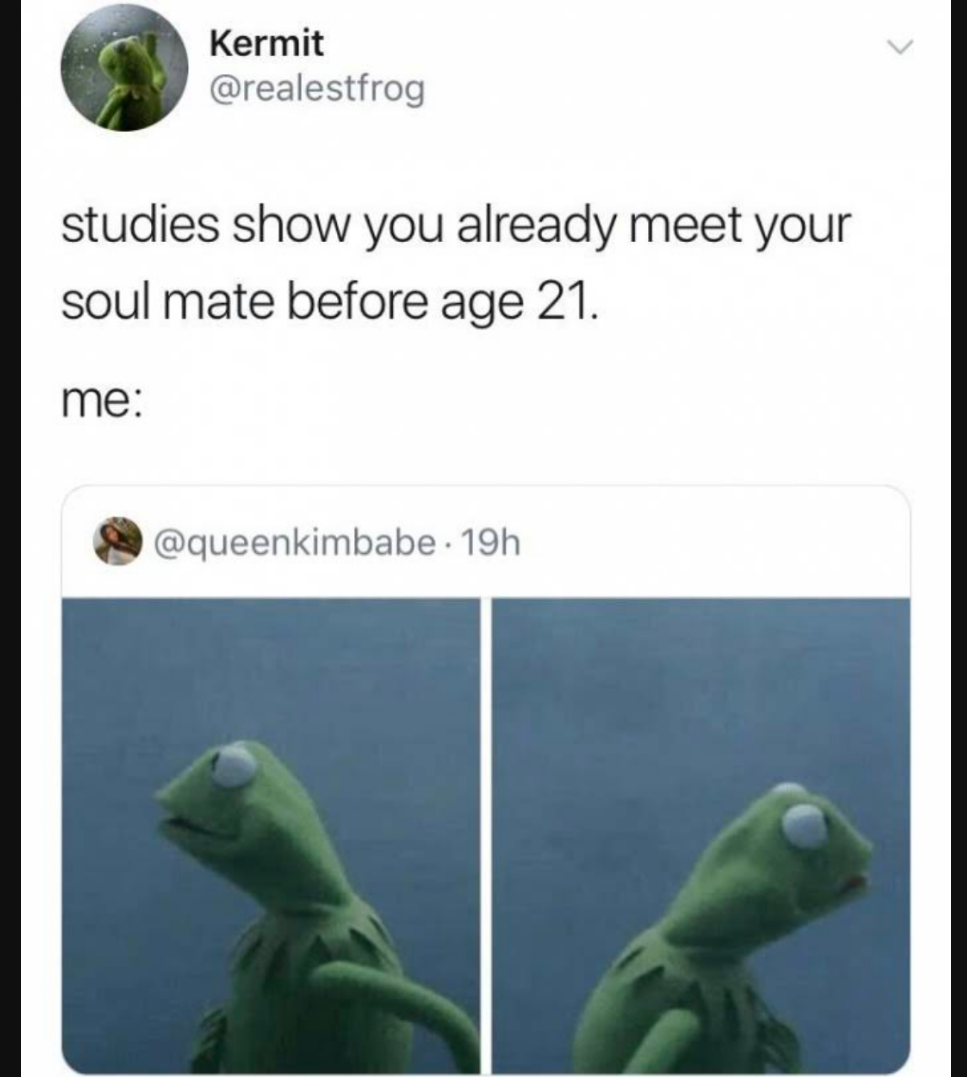 Kermit
@realestfrog
studies show you already meet your
soul mate before age 21.
me:
@queenkimbabe · 19h